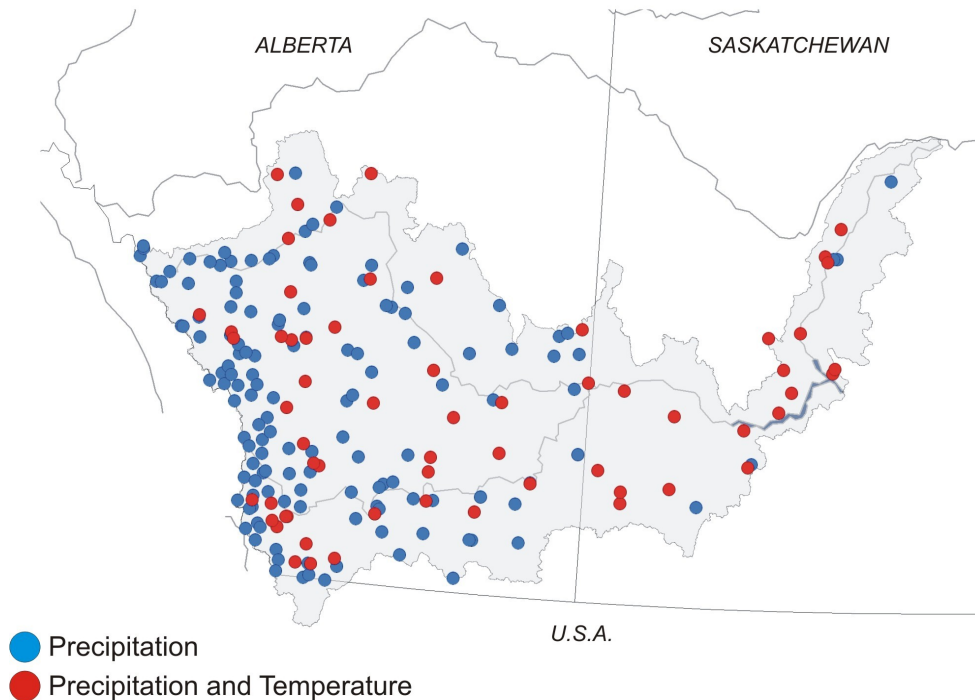 ALBERTA
SASKATCHEWAN
U.S.A.
Precipitation
Precipitation and Temperature